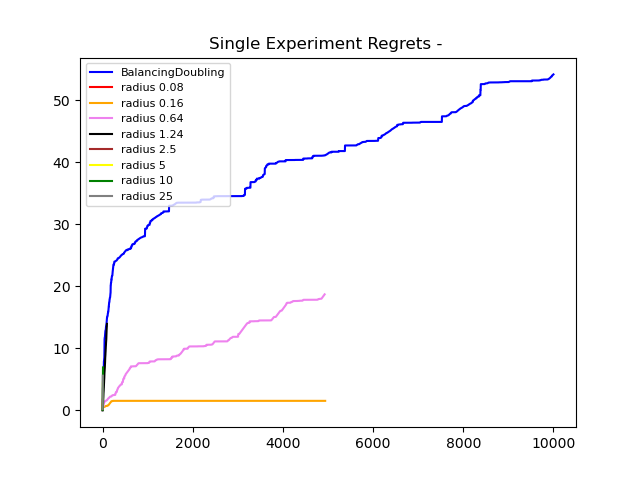 Single Experiment Regrets -
BalancingDoubling
radius 0.08
radius 0.16
radius 0.64
radius 1.24
radius 2.5
radius 5
radius 10
radius 25
50
40
30
20
10
0
0 2000 4000 6000 8000 10000